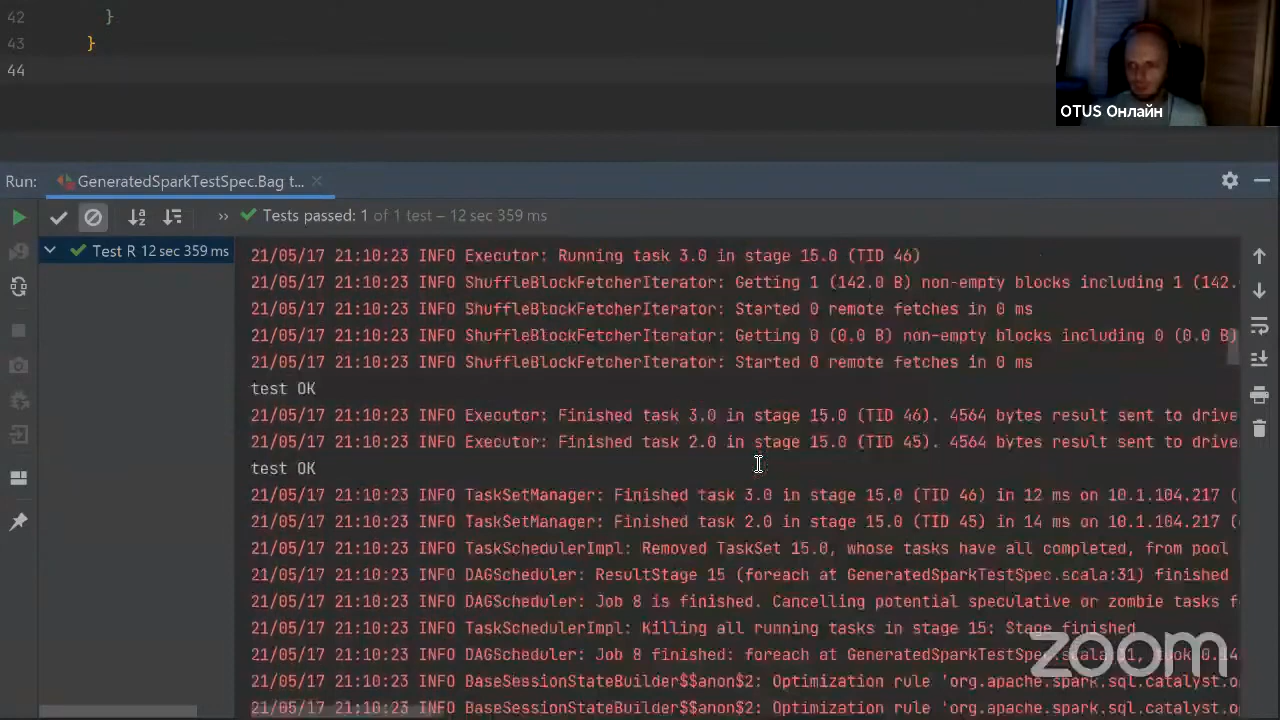 42 }
43 }
44
OTUS Онлайн
Run: GeneratedSparkTestSpec.Bag t...
Tests passed: 1 of 1 test – 12 sec 359 ms
Test R 12 sec 359 ms
21/05/17 21:10:23 INFO Executor: Running task 3.0 in stage 15.0 (TID 46)
21/05/17 21:10:23 INFO ShuffleBlockFetcherIterator: Getting 1 (142.0 B) non-empty blocks including 1 (142.
21/05/17 21:10:23 INFO ShuffleBlockFetcherIterator: Started 0 remote fetches in 0 ms
21/05/17 21:10:23 INFO ShuffleBlockFetcherIterator: Getting 0 (0.0 B) non-empty blocks including 0 (0.0 B)
21/05/17 21:10:23 INFO ShuffleBlockFetcherIterator: Started 0 remote fetches in 0 ms
test OK
21/05/17 21:10:23 INFO Executor: Finished task 3.0 in stage 15.0 (TID 46). 4564 bytes result sent to drive
21/05/17 21:10:23 INFO Executor: Finished task 2.0 in stage 15.0 (TID 45). 4564 bytes result sent to drive
test OK
21/05/17 21:10:23 INFO TaskSetManager: Finished task 3.0 in stage 15.0 (TID 46) in 12 ms on 10.1.104.217 (
21/05/17 21:10:23 INFO TaskSetManager: Finished task 2.0 in stage 15.0 (TID 45) in 14 ms on 10.1.104.217 (
21/05/17 21:10:23 INFO TaskSchedulerImpl: Removed TaskSet 15.0, whose tasks have all completed, from pool
21/05/17 21:10:23 INFO DAGScheduler: ResultStage 15 (foreach at GeneratedSparkTestSpec.scala:31) finished
21/05/17 21:10:23 INFO DAGScheduler: Job 8 is finished. Cancelling potential speculative or zombie tasks f
21/05/17 21:10:23 INFO TaskSchedulerImpl: Killing all running tasks in stage 15: Stage finished
21/05/17 21:10:23 INFO DAGScheduler: Job 8 finished: foreach at GeneratedSparkTestSpec.scala:31, took 0.14
21/05/17 21:10:23 INFO BaseSessionStateBuilder$$anon$2: Optimization rule 'org.apache.spark.sql.catalyst.o
21/05/17 21:10:23 INFO BaseSessionStateBuilder$$anon$2: Optimization rule 'org.apache.spark.sql.catalyst.o
zoom